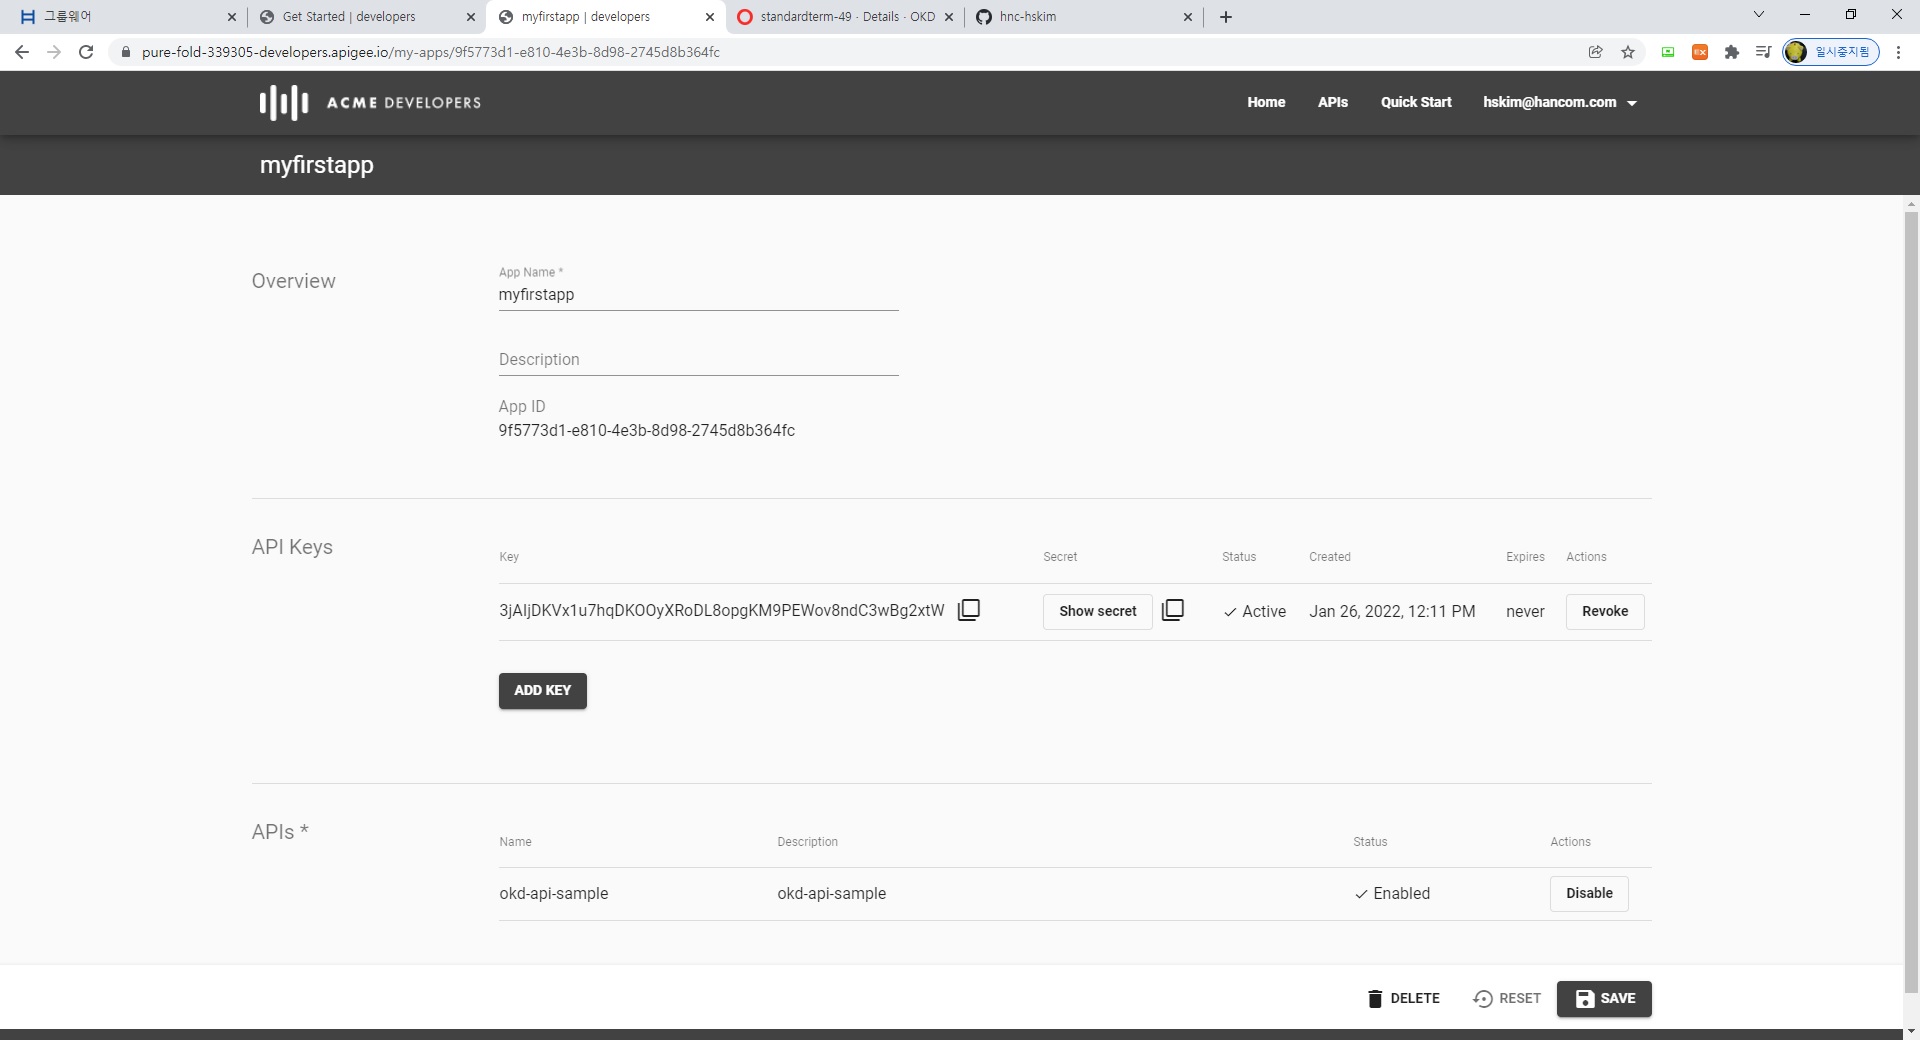 그룹웨어
Get Started | developers
myfirstapp | developers
standardterm-49 · Details · OKD
hnc-hskim
pure-fold-339305-developers.apigee.io/my-apps/9f5773d1-e810-4e3b-8d98-2745d8b364fc
EX
일시중지됨
ACME DEVELOPERS
Home
APIs
Quick Start
hskim@hancom.com
myfirstapp
Overview
App Name *
myfirstapp
Description
App ID
9f5773d1-e810-4e3b-8d98-2745d8b364fc
API Keys
Key Secret Status Created Expires Actions
3jAIjDKVx1u7hqDKOOyXRoDL8opgKM9PEWov8ndC3wBg2xtW Show secret Active Jan 26, 2022, 12:11 PM never Revoke
ADD KEY
APIs *
Name Description Status Actions
okd-api-sample okd-api-sample Enabled Disable
DELETE RESET SAVE